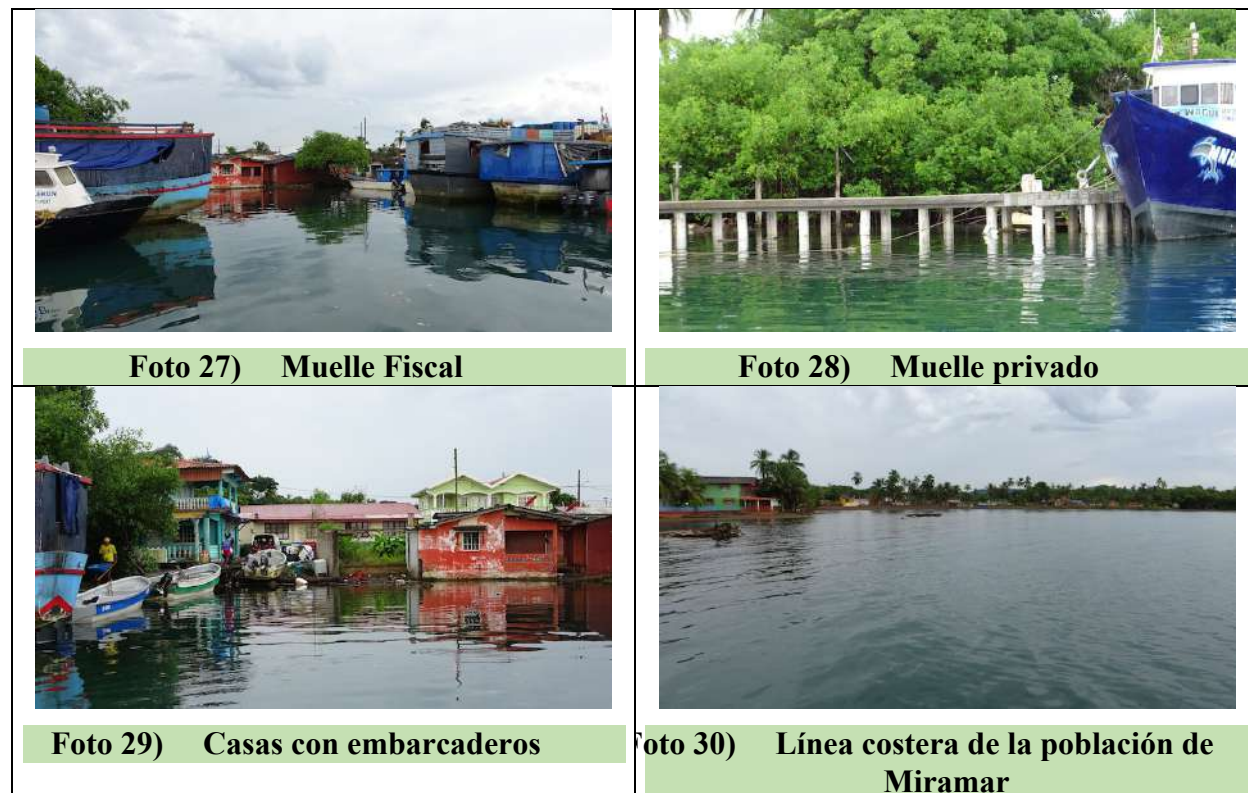 Foto 27) Muelle Fiscal
Foto 28) Muelle privado
Foto 29) Casas con embarcaderos
Foto 30) Línea costera de la población de
Miramar